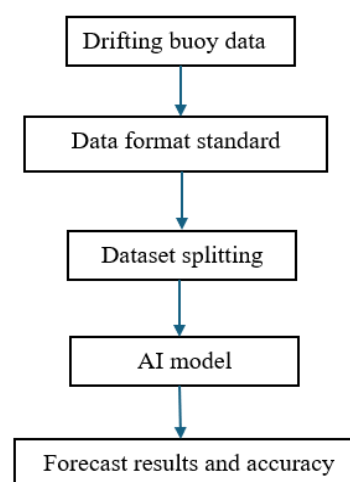 Drifting buoy data
Data format standard
Dataset splitting
AI model
Forecast results and accuracy